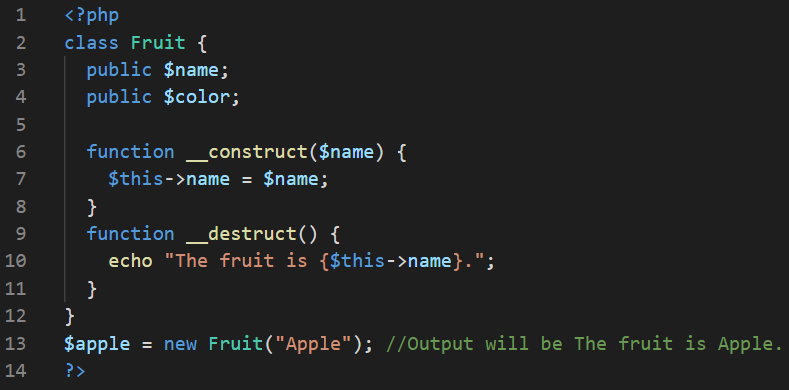 1 <?php
2 class Fruit {
3   public $name;
4   public $color;
5
6   function __construct($name) {
7     $this->name = $name;
8   }
9   function __destruct() {
10     echo "The fruit is {$this->name}.";
11   }
12 }
13 $apple = new Fruit("Apple"); //Output will be The fruit is Apple.
14 ?>